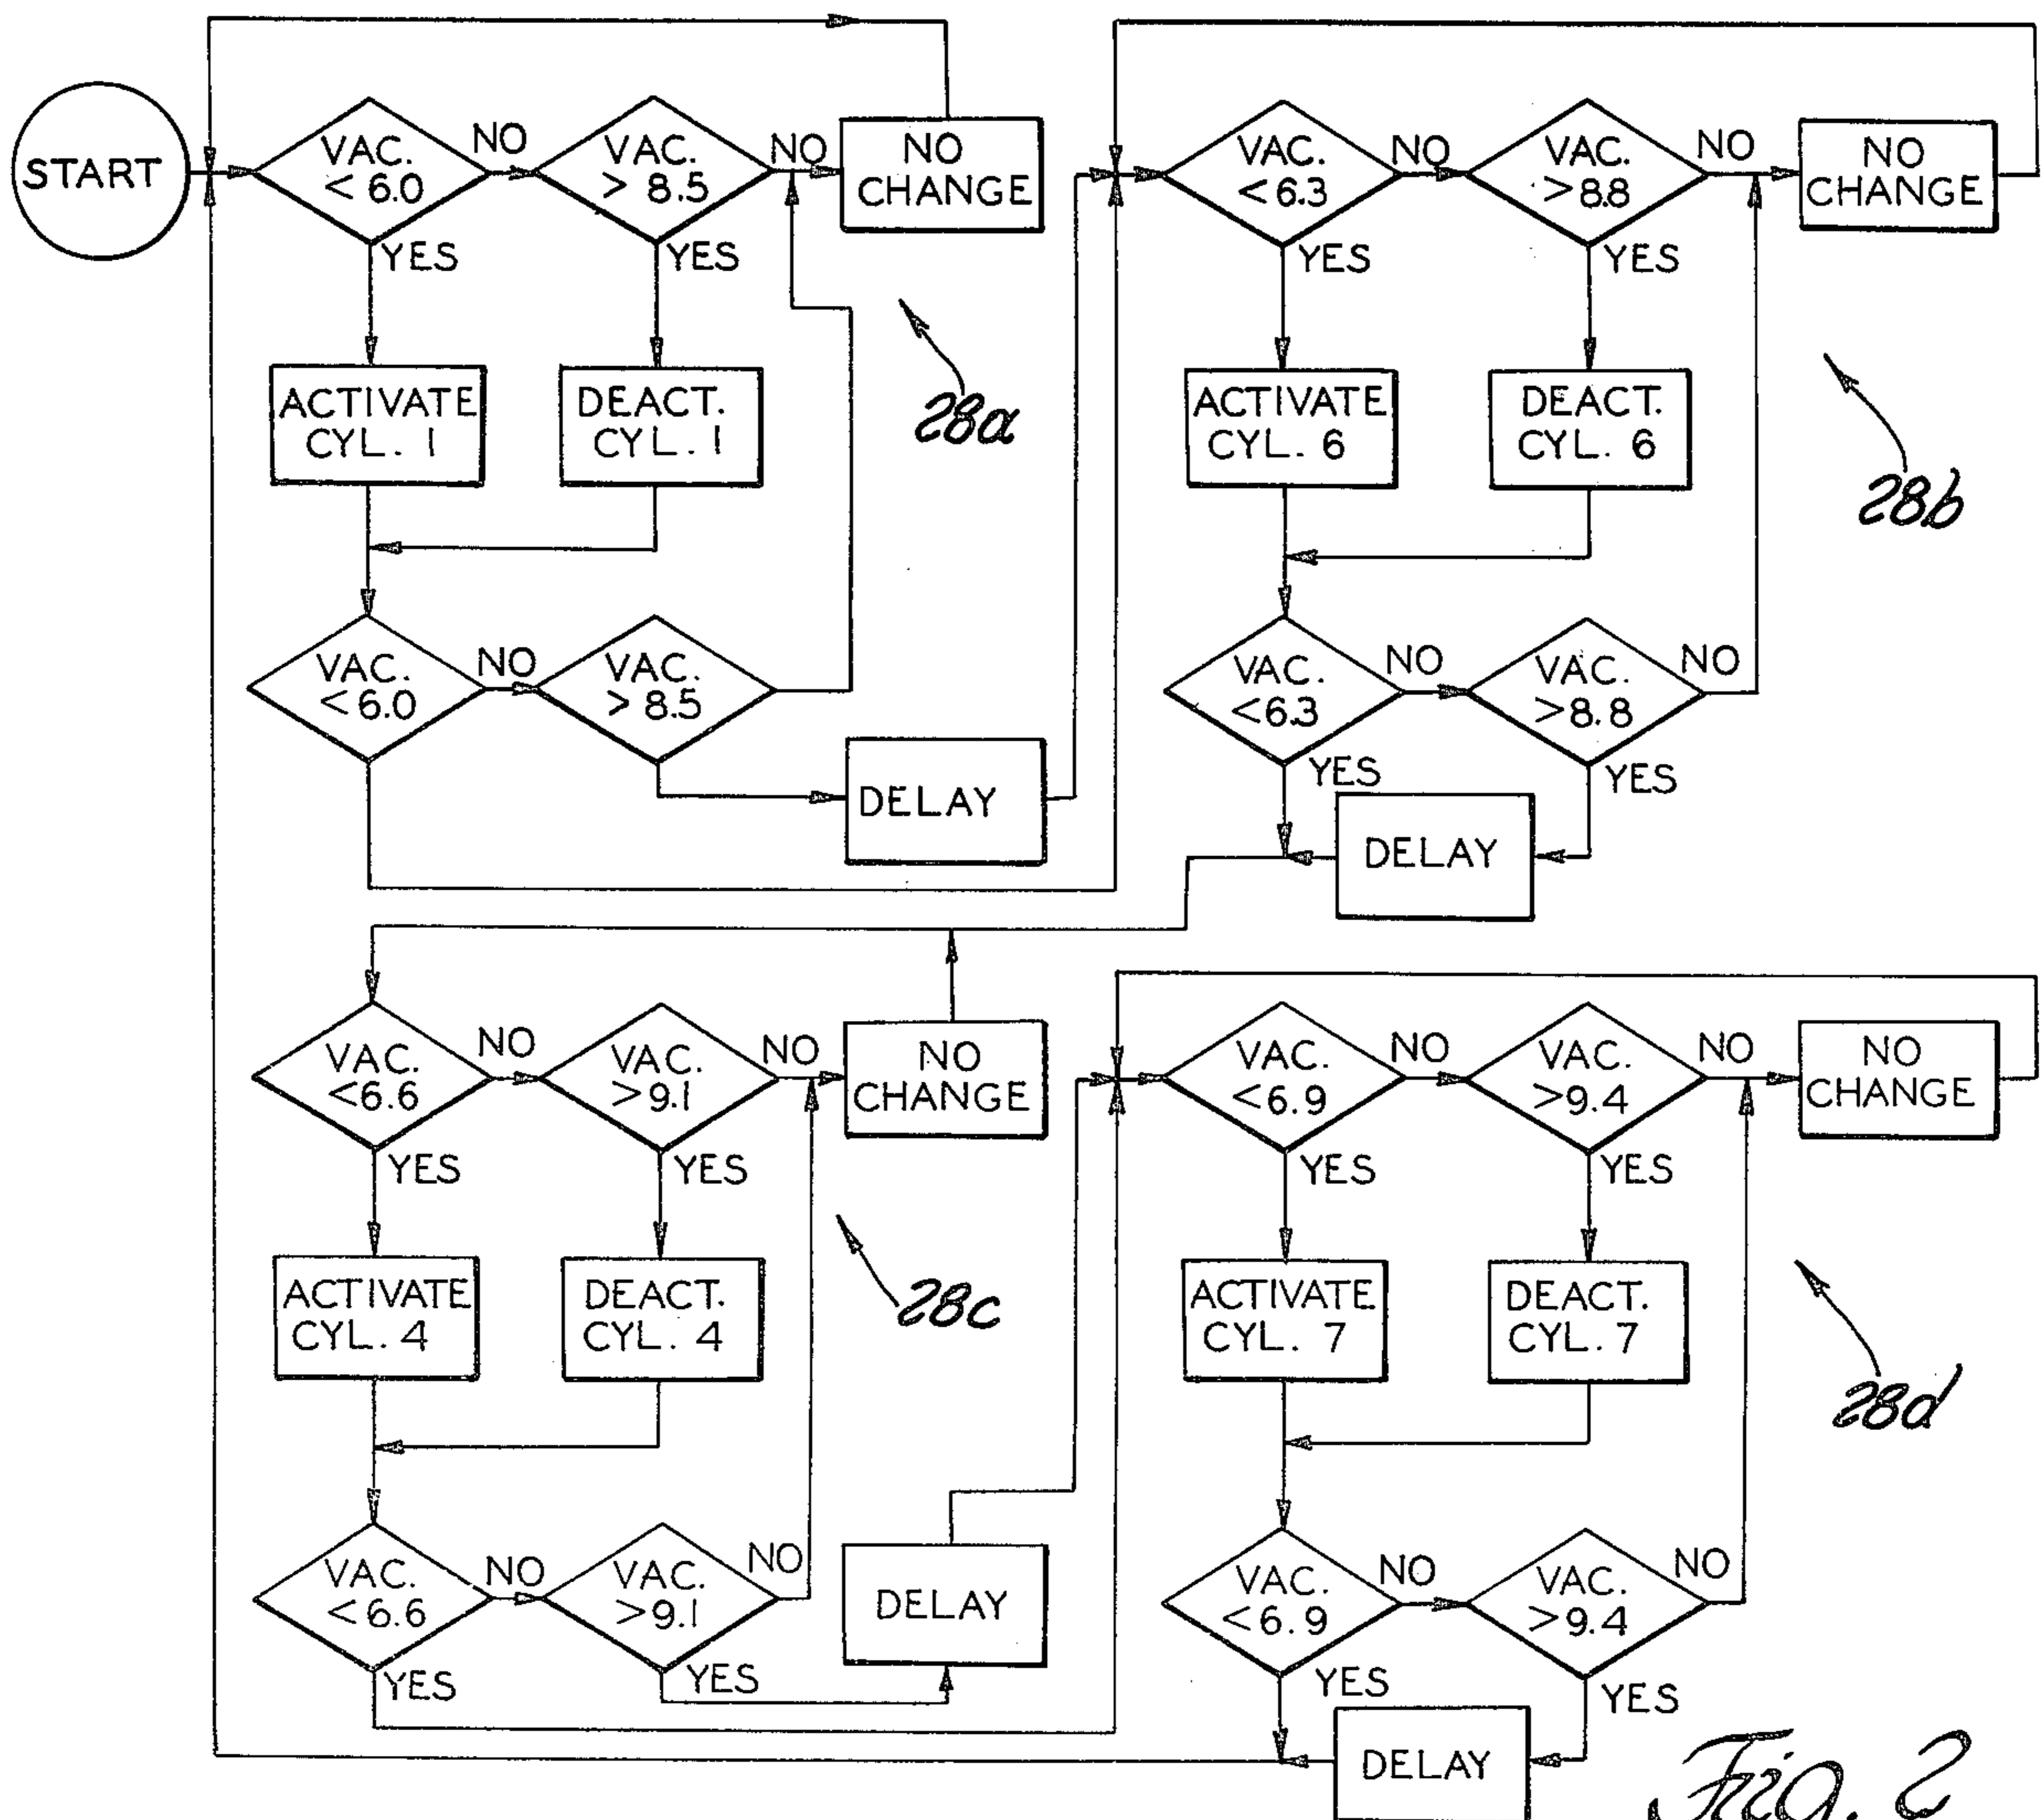 START
VAC.
< 6.0
NO
VAC.
> 8.5
NO
NO
CHANGE
YES
YES
ACTIVATE
CYL. 1
DEACT.
CYL. 1
28a
VAC.
<6.0
NO
VAC.
> 8.5
DELAY
VAC.
<6.3
NO
VAC.
>8.8
NO
NO
CHANGE
YES
YES
ACTIVATE
CYL. 6
DEACT.
CYL. 6
28b
VAC.
<6.3
NO
VAC.
>8.8
NO
YES
YES
DELAY
VAC.
<6.6
NO
VAC.
>9.1
NO
NO
CHANGE
YES
YES
ACTIVATE
CYL. 4
DEACT.
CYL. 4
28c
VAC.
<6.6
NO
VAC.
>9.1
NO
YES
YES
DELAY
VAC.
<6.9
NO
VAC.
>9.4
NO
NO
CHANGE
YES
YES
ACTIVATE
CYL. 7
DEACT.
CYL. 7
28d
VAC.
<6.9
NO
VAC.
>9.4
NO
YES
YES
DELAY
Fig. 2